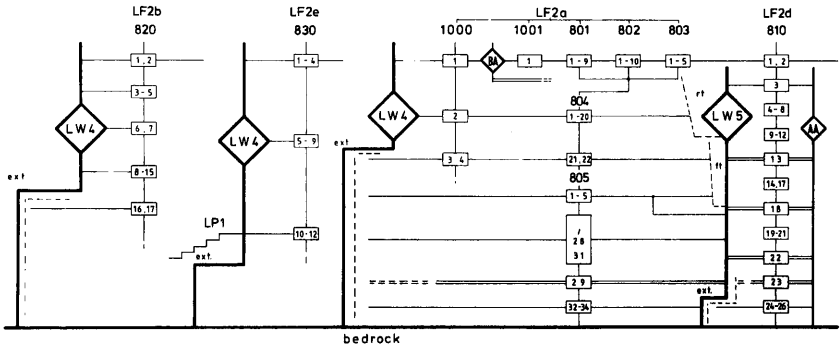 LF2b LF2e LF2a LF2d
820 830 1000 1001 801 802 803 810
1,2 1-4 1 BA 1 1-9 1-10 1-5 1,2
3-5 3
rt
804
LW4 6,7 LW4 5-9 LW4 2 1-20 LW5 4-8 AA
9-12
ext
3 4 21,22 13
ft
ext 8-15 805 14,17
16,17 1-5 18
LP1 10-12 28 19-21
31
ext. 22
29 23
ext. 32-34 24-26
bedrock